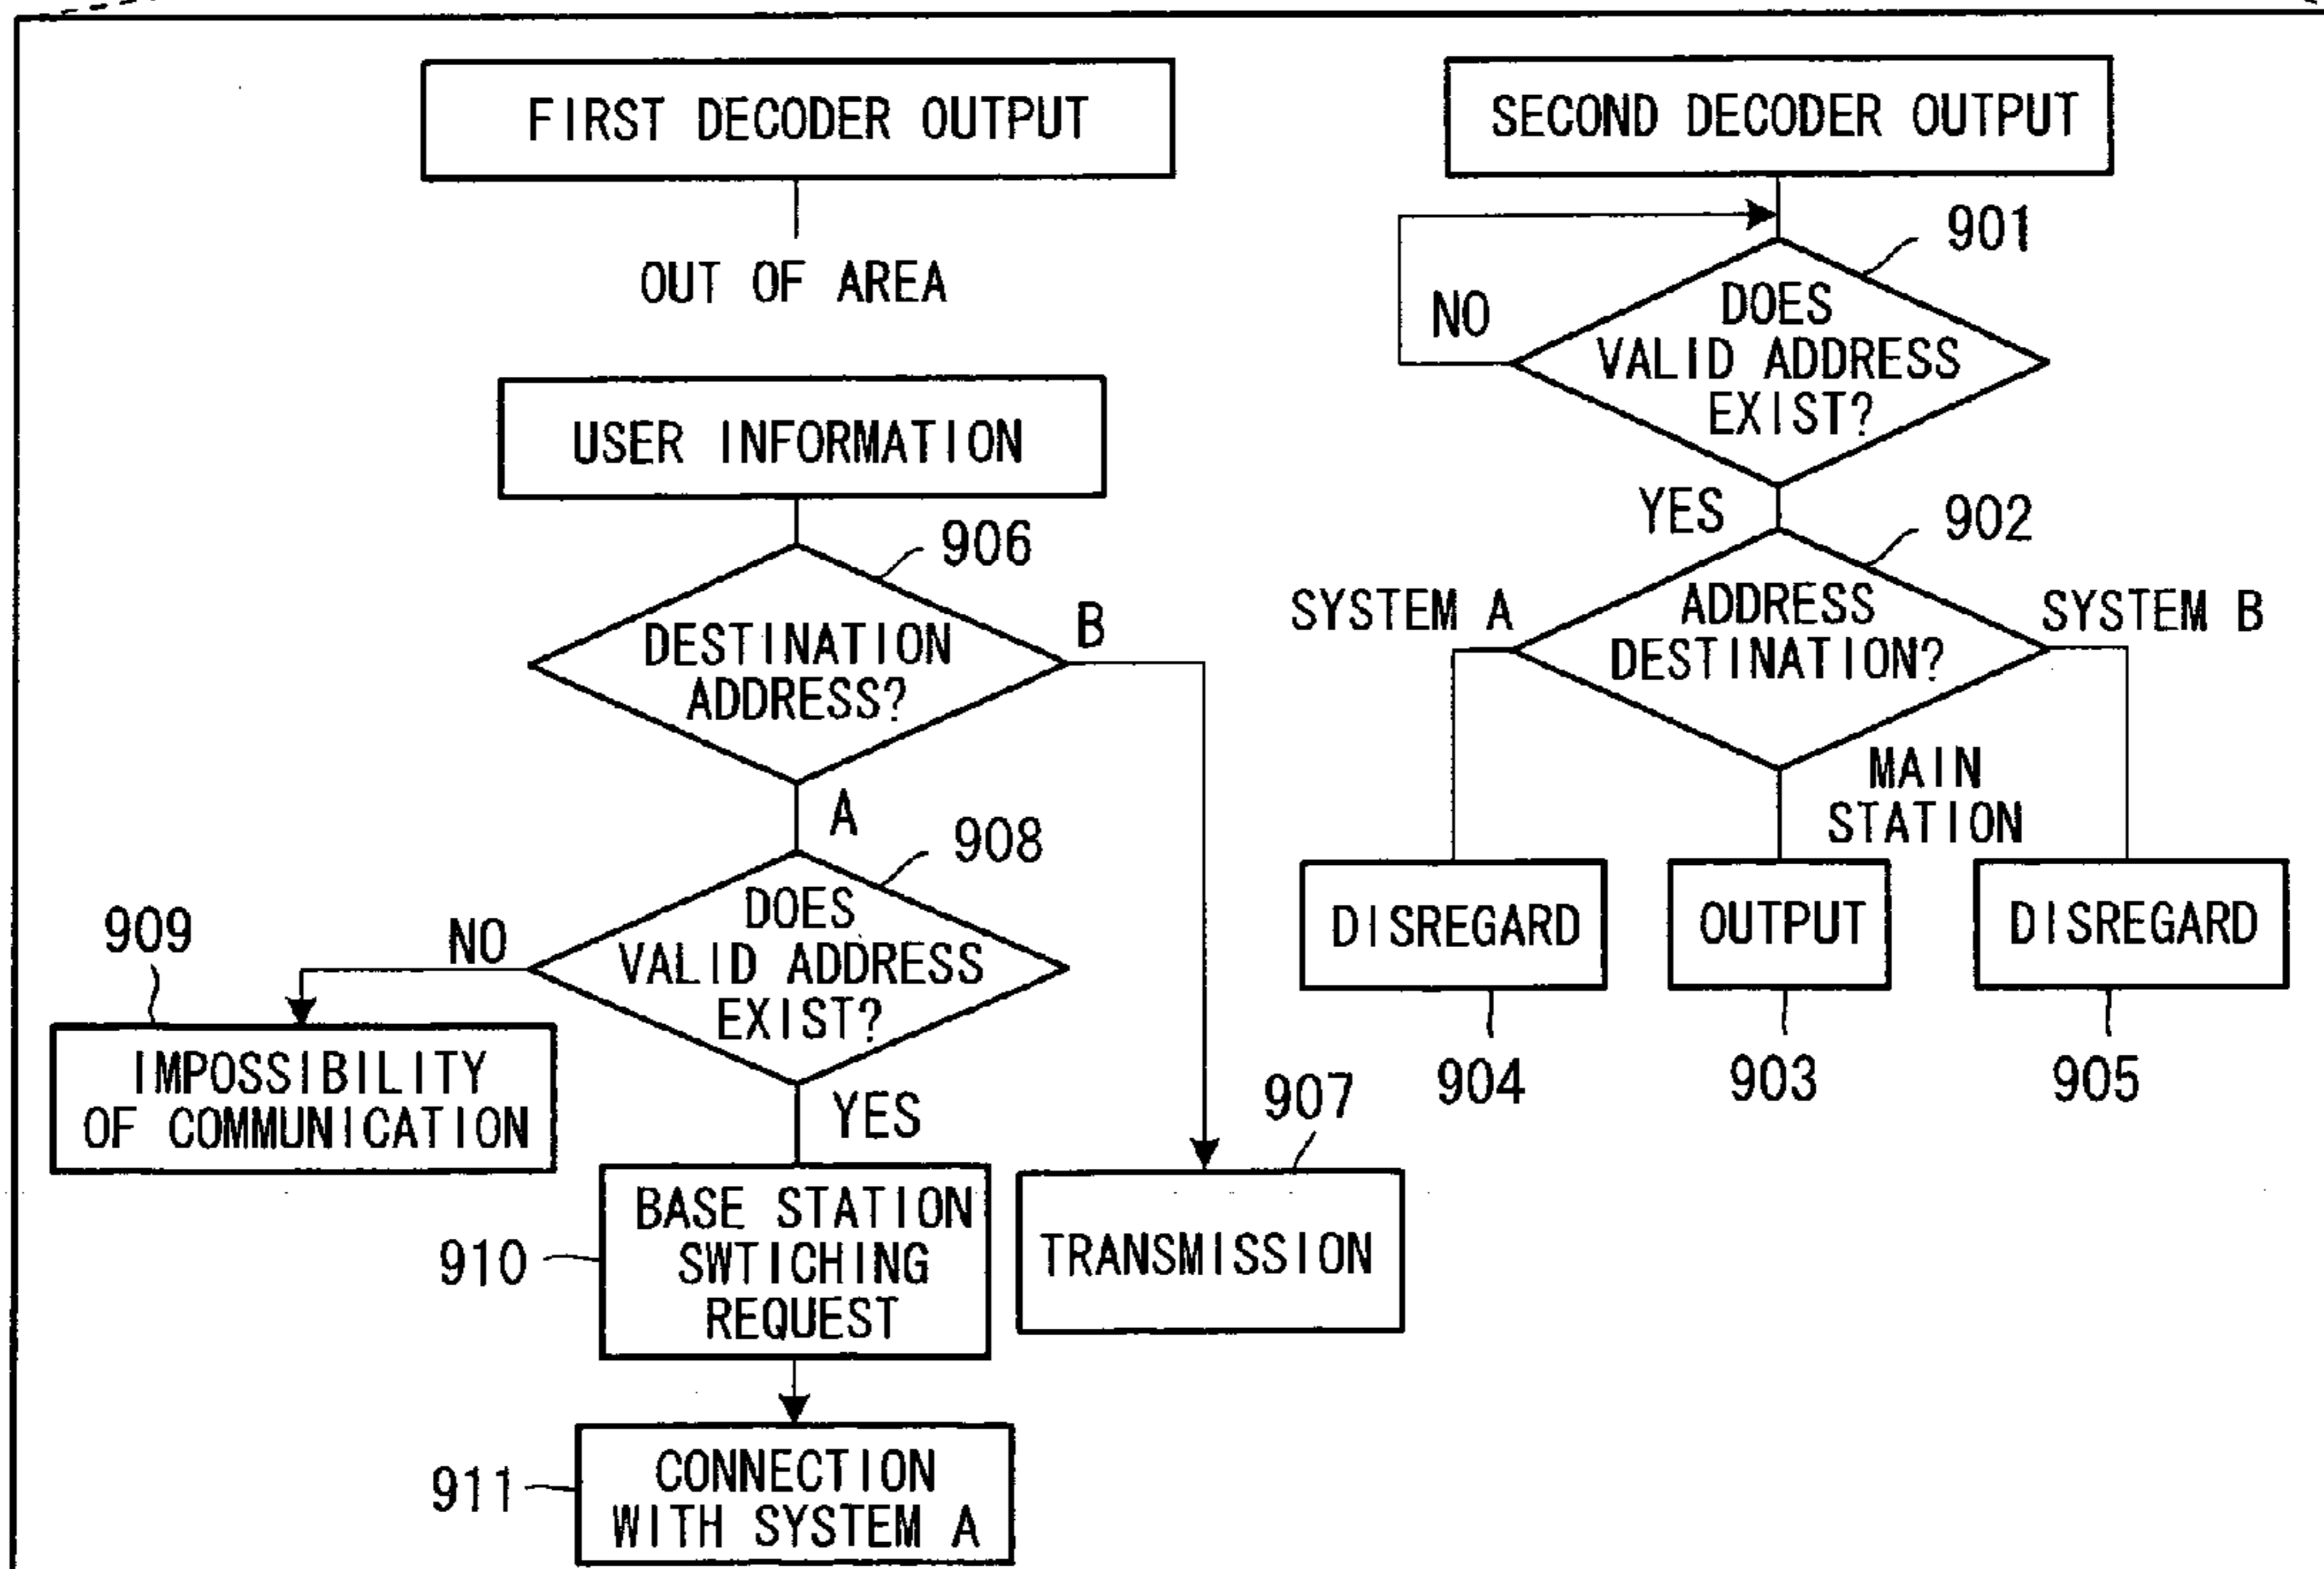 FIRST DECODER OUTPUT
OUT OF AREA
USER INFORMATION
906
DESTINATION
ADDRESS?
B
A
908
DOES
VALID ADDRESS
EXIST?
NO
909
IMPOSSIBILITY
OF COMMUNICATION
YES
910
BASE STATION
SWTICHING
REQUEST
907
TRANSMISSION
911
CONNECTION
WITH SYSTEM A
SECOND DECODER OUTPUT
901
NO
DOES
VALID ADDRESS
EXIST?
YES
902
SYSTEM A
ADDRESS
DESTINATION?
SYSTEM B
MAIN
STATION
DISREGARD
OUTPUT
DISREGARD
904
903
905